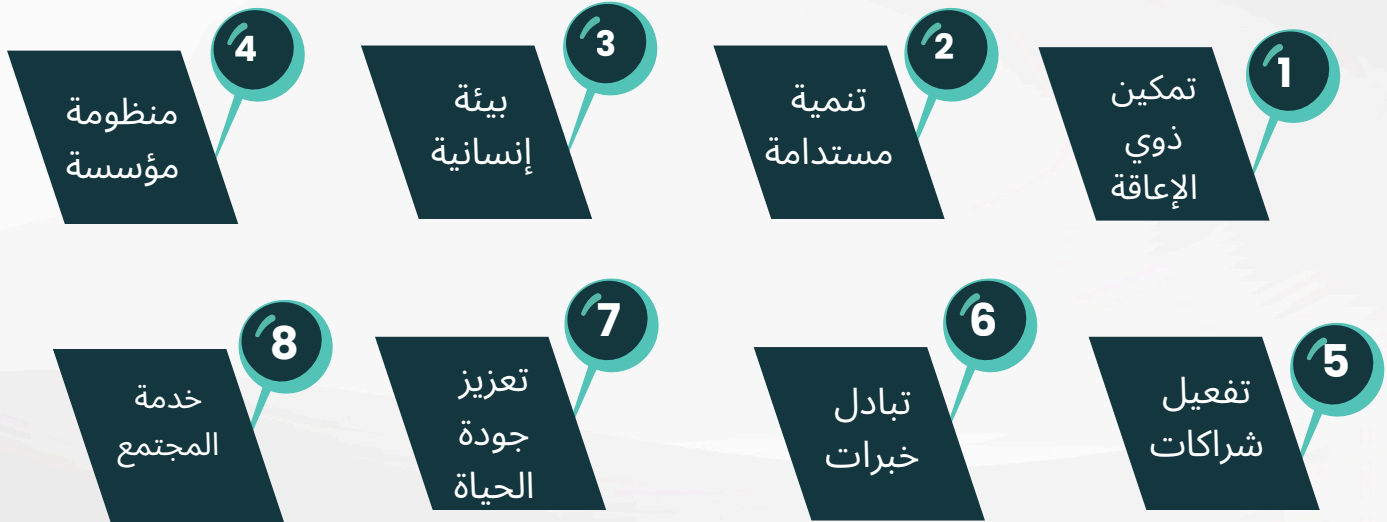 1
تمكين
ذوي
الإعاقة
2
تنمية
مستدامة
3
بيئة
إنسانية
4
منظومة
مؤسسة
5
تفعيل
شراكات
6
تبادل
خبرات
7
تعزيز
جودة
الحياة
8
خدمة
المجتمع